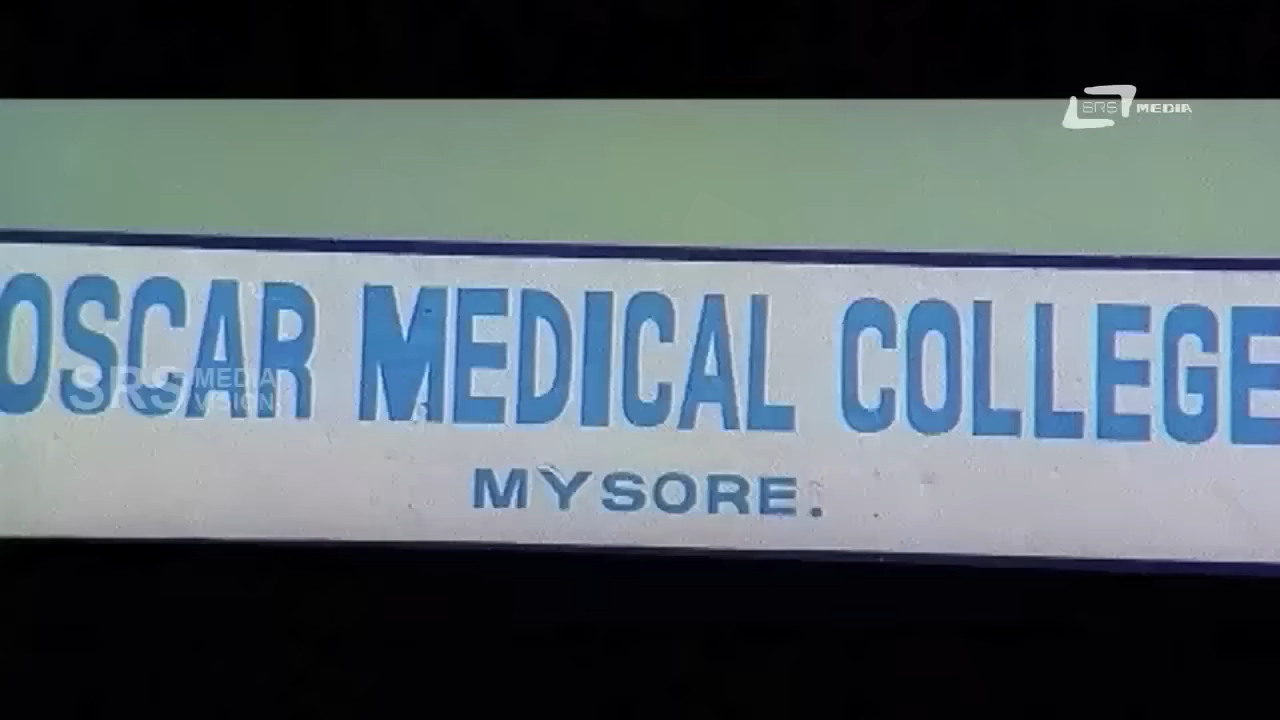 SRS MEDIA
OSCAR MEDICAL COLLEGE
SRS MEDIA
VISION
MYSORE.